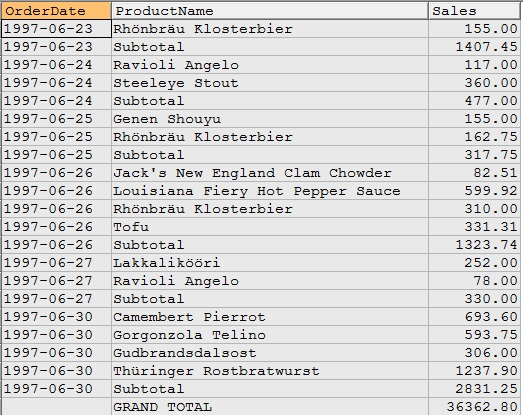 OrderDate ProductName Sales
1997-06-23 Rhönbräu Klosterbier 155.00
1997-06-23 Subtotal 1407.45
1997-06-24 Ravioli Angelo 117.00
1997-06-24 Steeleye Stout 360.00
1997-06-24 Subtotal 477.00
1997-06-25 Genen Shouyu 155.00
1997-06-25 Rhönbräu Klosterbier 162.75
1997-06-25 Subtotal 317.75
1997-06-26 Jack's New England Clam Chowder 82.51
1997-06-26 Louisiana Fiery Hot Pepper Sauce 599.92
1997-06-26 Rhönbräu Klosterbier 310.00
1997-06-26 Tofu 331.31
1997-06-26 Subtotal 1323.74
1997-06-27 Lakkalikööri 252.00
1997-06-27 Ravioli Angelo 78.00
1997-06-27 Subtotal 330.00
1997-06-30 Camembert Pierrot 693.60
1997-06-30 Gorgonzola Telino 593.75
1997-06-30 Gudbrandsdalsost 306.00
1997-06-30 Thüringer Rostbratwurst 1237.90
1997-06-30 Subtotal 2831.25
GRAND TOTAL 36362.80